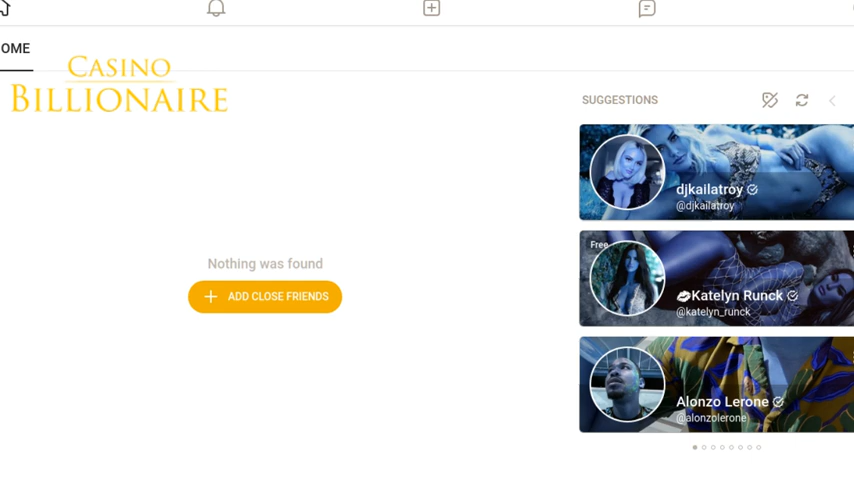 OME
CASINO
BILLIONAIRE
Nothing was found
ADD CLOSE FRIENDS
SUGGESTIONS
djkailatroy
@djkailatroy
Free
Katelyn Runck
@katelyn_runck
Alonzo Lerone
@alonzolerone